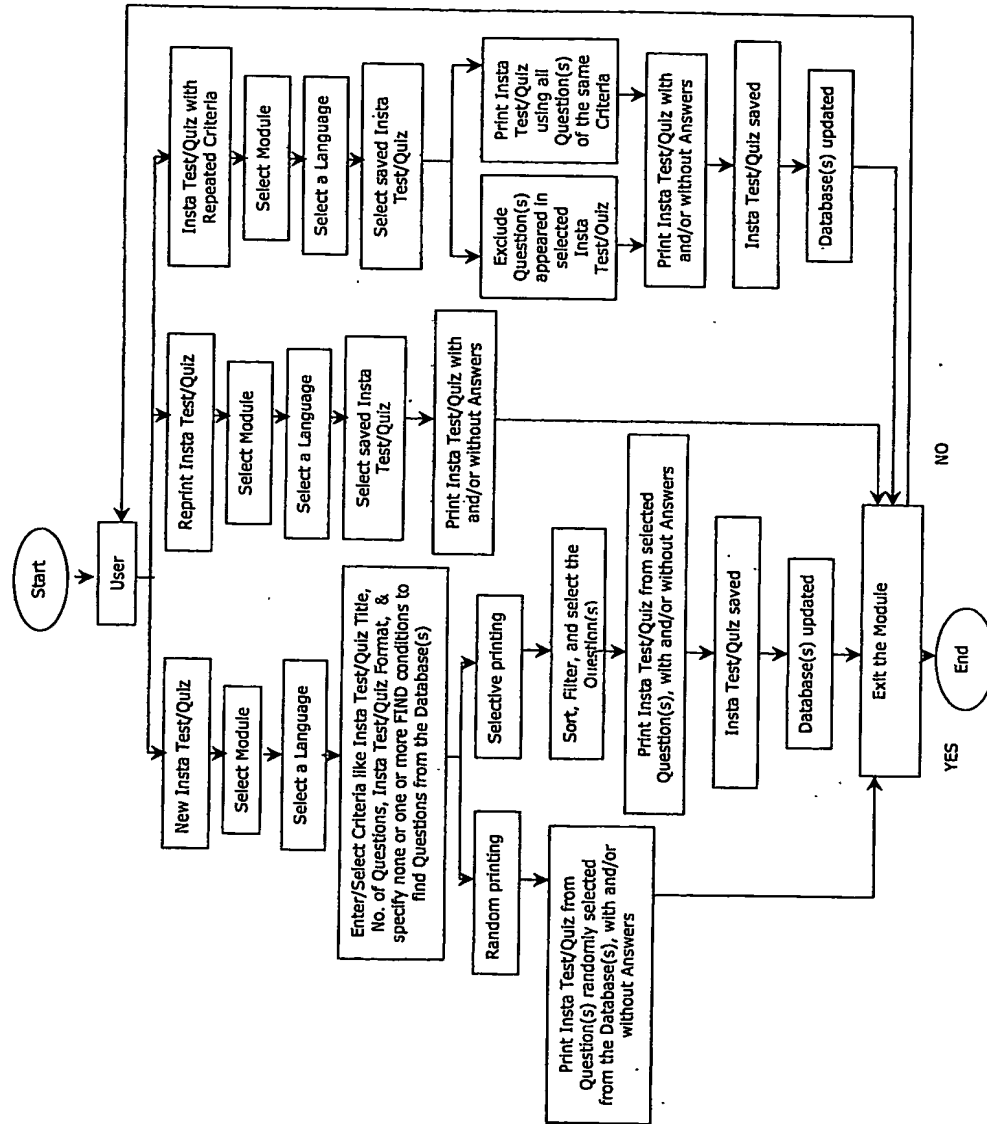 Start
User
New Insta Test/Quiz
Select Module
Select a Language
Enter/Select Criteria like Insta Test/Quiz Title,
No. of Questions, Insta Test/Quiz Format, &
specify none or one or more FIND conditions to
find Questions from the Database(s)
Random printing
Print Insta Test/Quiz from
Question(s) randomly selected
from the Database(s), with and/or
without Answers
Selective printing
Sort, Filter, and select the
Question(s)
Print Insta Test/Quiz from selected
Question(s), with and/or without Answers
Insta Test/Quiz saved
Database(s) updated
Reprint Insta Test/Quiz
Select Module
Select a Language
Select saved Insta
Test/Quiz
Print Insta Test/Quiz with
and/or without Answers
Insta Test/Quiz with
Repeated Criteria
Select Module
Select a Language
Select saved Insta
Test/Quiz
Exclude
Question(s)
appeared in
selected
Insta
Test/Quiz
Print Insta
Test/Quiz
using all
Question(s)
of the same
Criteria
Print Insta Test/Quiz with
and/or without Answers
Insta Test/Quiz saved
Database(s) updated
Exit the Module
YES
NO
End